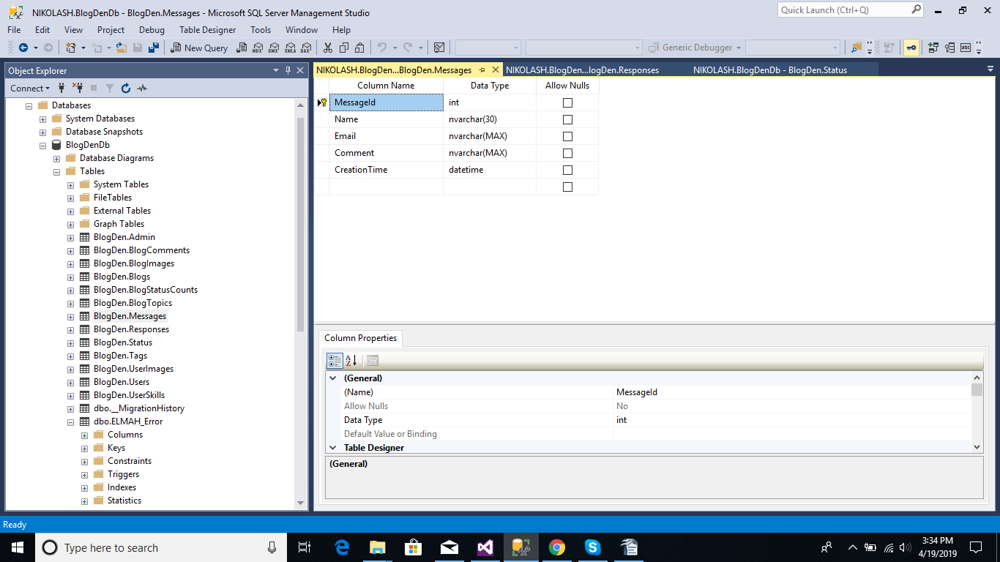 NIKOLASH.BlogDenDb - BlogDen.Messages - Microsoft SQL Server Management Studio
Quick Launch (Ctrl+Q)
File Edit View Project Debug Table Designer Tools Window Help
New Query MDX DMX XMLA DAX Generic Debugger
Object Explorer
Connect
Databases
System Databases
Database Snapshots
BlogDenDb
Database Diagrams
Tables
System Tables
FileTables
External Tables
Graph Tables
BlogDen.Admin
BlogDen.BlogComments
BlogDen.BlogImages
BlogDen.Blogs
BlogDen.BlogStatusCounts
BlogDen.BlogTopics
BlogDen.Messages
BlogDen.Responses
BlogDen.Status
BlogDen.Tags
BlogDen.UserImages
BlogDen.Users
BlogDen.UserSkills
dbo.__MigrationHistory
dbo.ELMAH_Error
Columns
Keys
Constraints
Triggers
Indexes
Statistics
NIKOLASH.BlogDen...BlogDen.Messages NIKOLASH.BlogDen...logDen.Responses NIKOLASH.BlogDenDb - BlogDen.Status
Column Name Data Type Allow Nulls
MessageId int
Name nvarchar(30)
Email nvarchar(MAX)
Comment nvarchar(MAX)
CreationTime datetime
Column Properties
(General)
(Name) MessageId
Allow Nulls No
Data Type int
Default Value or Binding
Table Designer
(General)
Ready
Type here to search
3:34 PM
4/19/2019